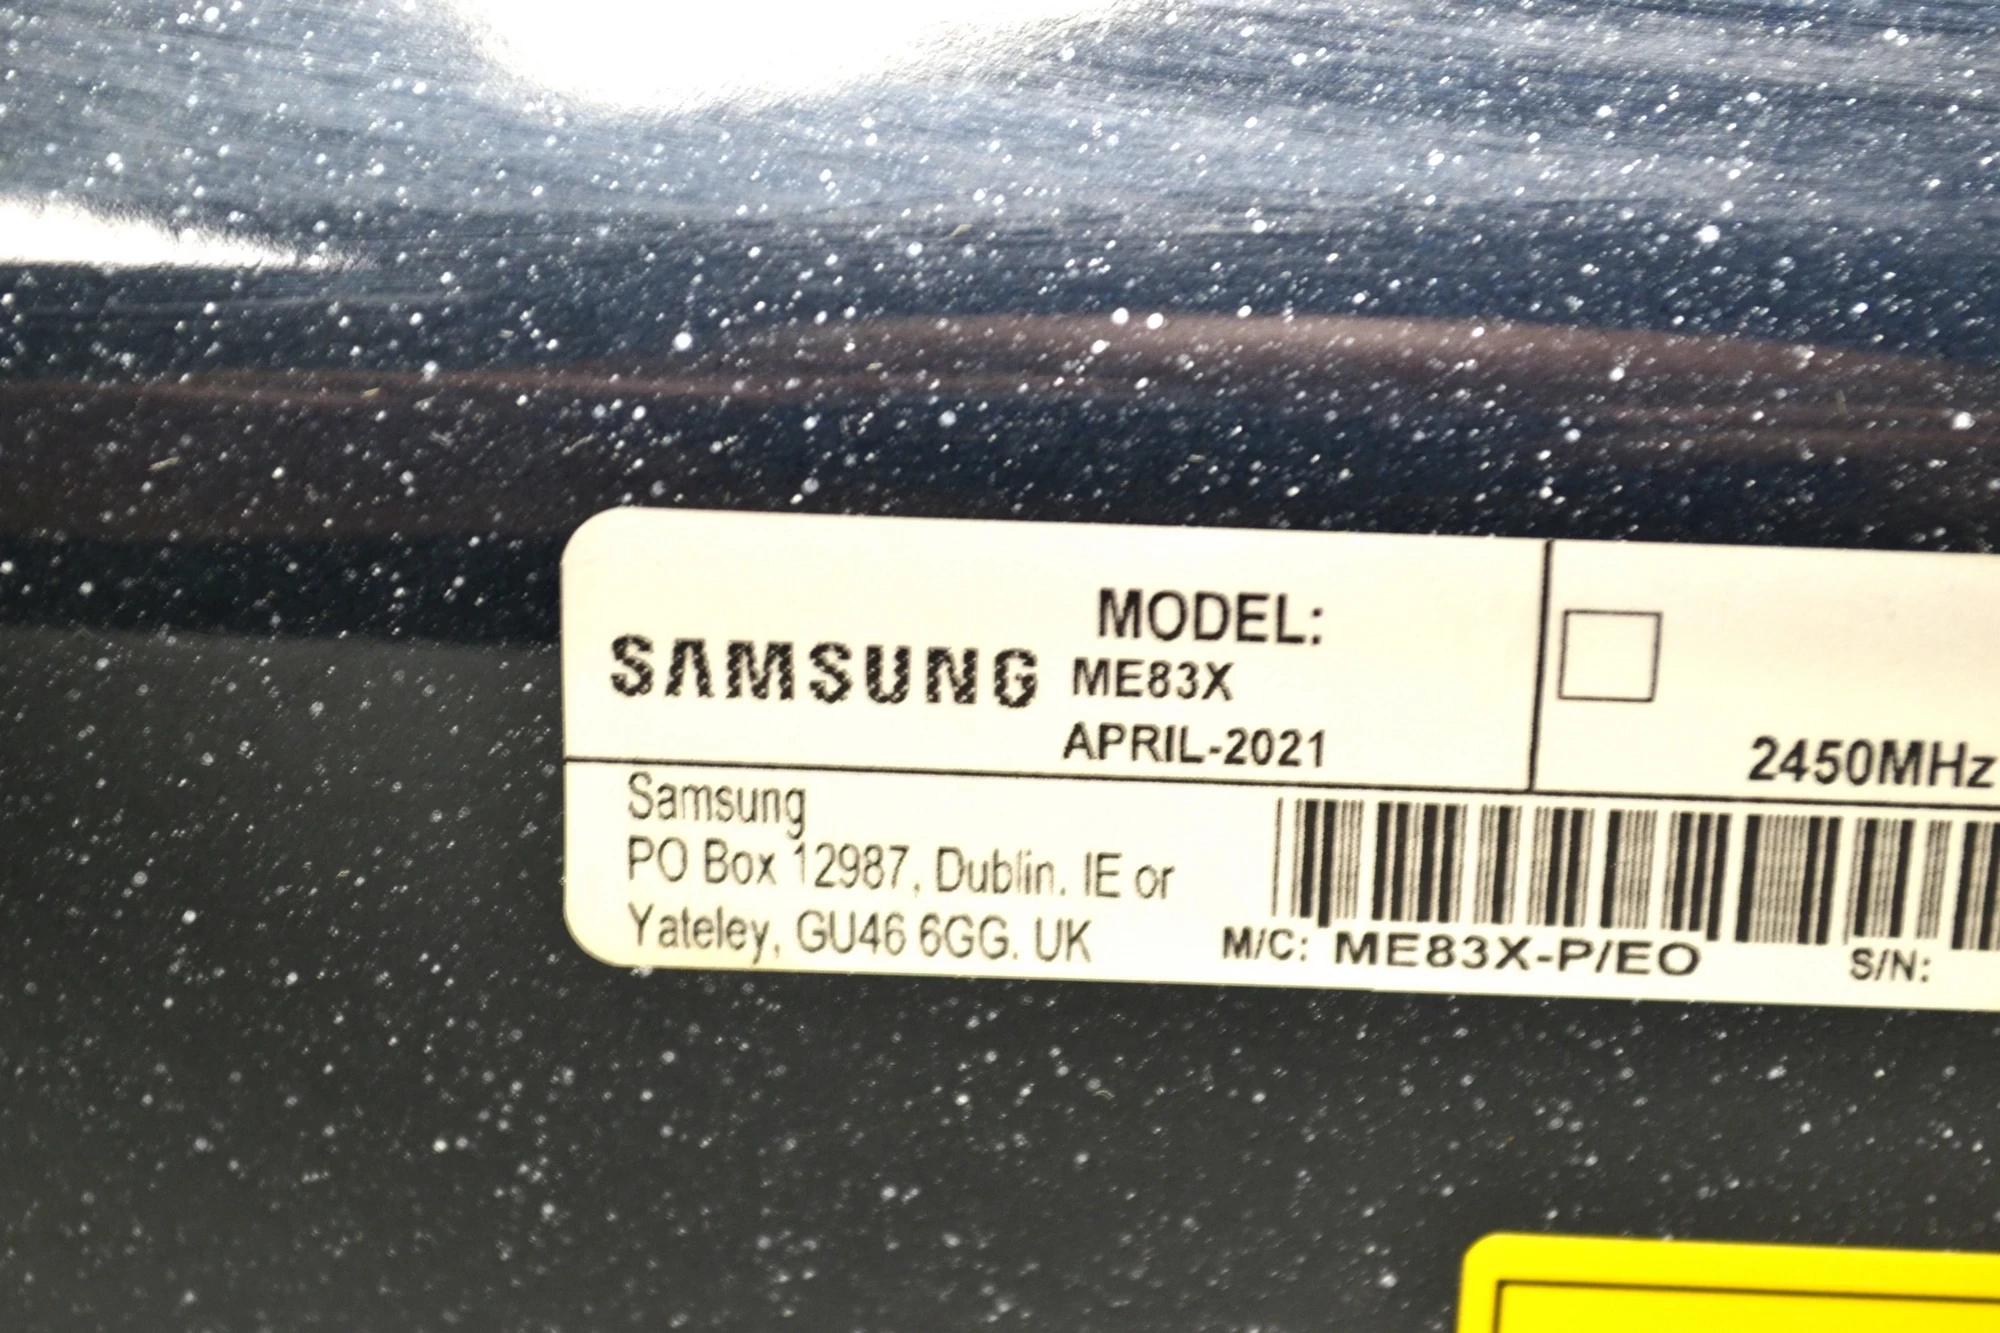 SAMSUNG
MODEL:
ME83X
APRIL-2021
2450MHz
Samsung
PO Box 12987, Dublin. IE or
Yateley, GU46 6GG. UK
M/C: ME83X-P/EO
S/N: